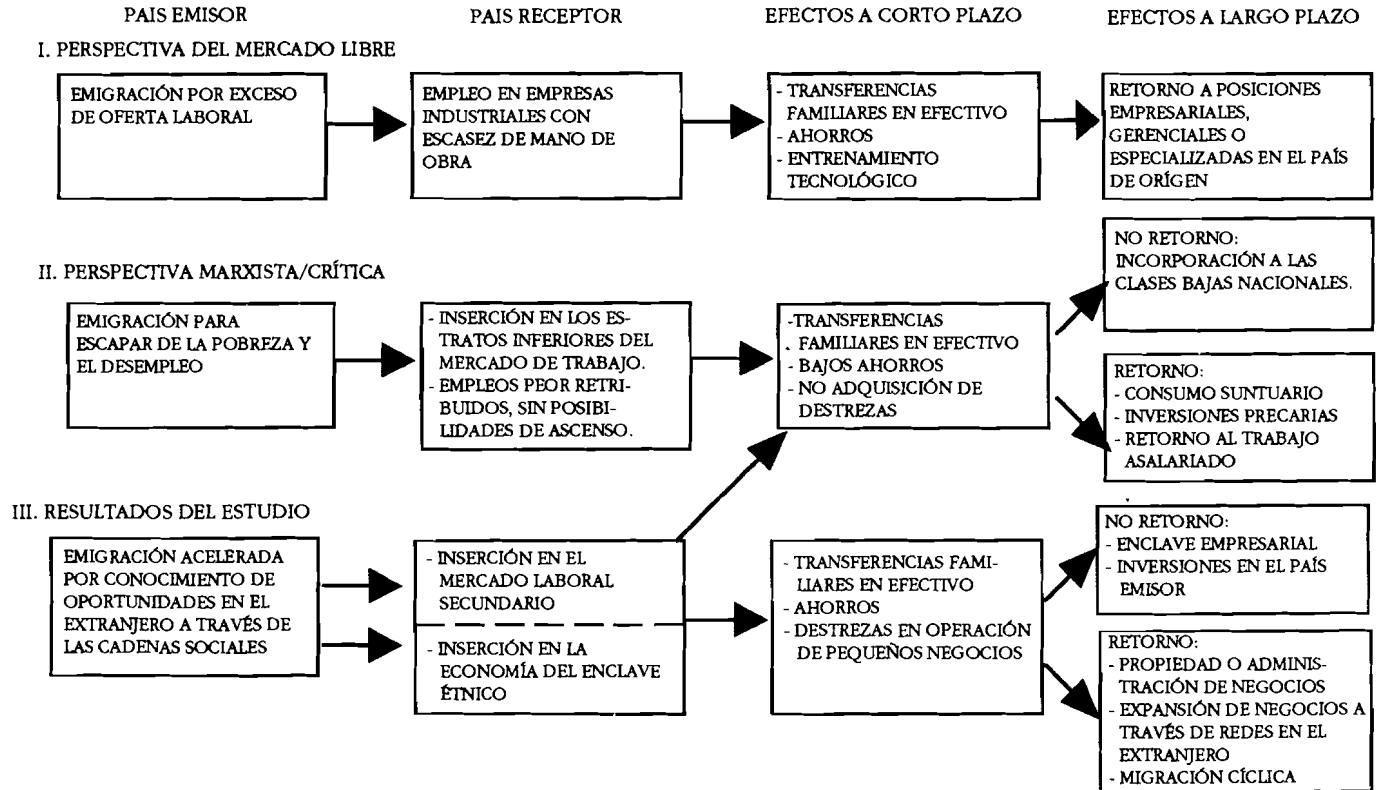 PAIS EMISOR
PAIS RECEPTOR
EFECTOS A CORTO PLAZO
EFECTOS A LARGO PLAZO
I. PERSPECTIVA DEL MERCADO LIBRE
EMIGRACIÓN POR EXCESO
DE OFERTA LABORAL
EMPLEO EN EMPRESAS
INDUSTRIALES CON
ESCASEZ DE MANO DE
OBRA
- TRANSFERENCIAS
FAMILIARES EN EFECTIVO
- AHORROS
- ENTRENAMIENTO
TECNOLÓGICO
RETORNO A POSICIONES
EMPRESARIALES,
GERENCIALES O
ESPECIALIZADAS EN EL PAÍS
DE ORÍGEN
II. PERSPECTIVA MARXISTA/CRÍTICA
EMIGRACIÓN PARA
ESCAPAR DE LA POBREZA Y
EL DESEMPLEO
- INSERCIÓN EN LOS ES-
TRATOS INFERIORES DEL
MERCADO DE TRABAJO.
- EMPLEOS PEOR RETRI-
BUIDOS, SIN POSIBI-
LIDADES DE ASCENSO.
-TRANSFERENCIAS
FAMILIARES EN EFECTIVO
- BAJOS AHORROS
- NO ADQUISICIÓN DE
DESTREZAS
NO RETORNO:
INCORPORACIÓN A LAS
CLASES BAJAS NACIONALES.
RETORNO:
- CONSUMO SUNTUARIO
- INVERSIONES PRECARIAS
- RETORNO AL TRABAJO
ASALARIADO
III. RESULTADOS DEL ESTUDIO
EMIGRACIÓN ACELERADA
POR CONOCIMIENTO DE
OPORTUNIDADES EN EL
EXTRANJERO A TRAVÉS DE
LAS CADENAS SOCIALES
- INSERCIÓN EN EL
MERCADO LABORAL
SECUNDARIO
- INSERCIÓN EN LA
ECONOMÍA DEL ENCLAVE
ÉTNICO
- TRANSFERENCIAS FAMI-
LIARES EN EFECTIVO
- AHORROS
- DESTREZAS EN OPERACIÓN
DE PEQUEÑOS NEGOCIOS
NO RETORNO:
- ENCLAVE EMPRESARIAL
- INVERSIONES EN EL PAÍS
EMISOR
RETORNO:
- PROPIEDAD O ADMINIS-
TRACIÓN DE NEGOCIOS
- EXPANSIÓN DE NEGOCIOS A
TRAVÉS DE REDES EN EL
EXTRANJERO
- MIGRACIÓN CÍCLICA